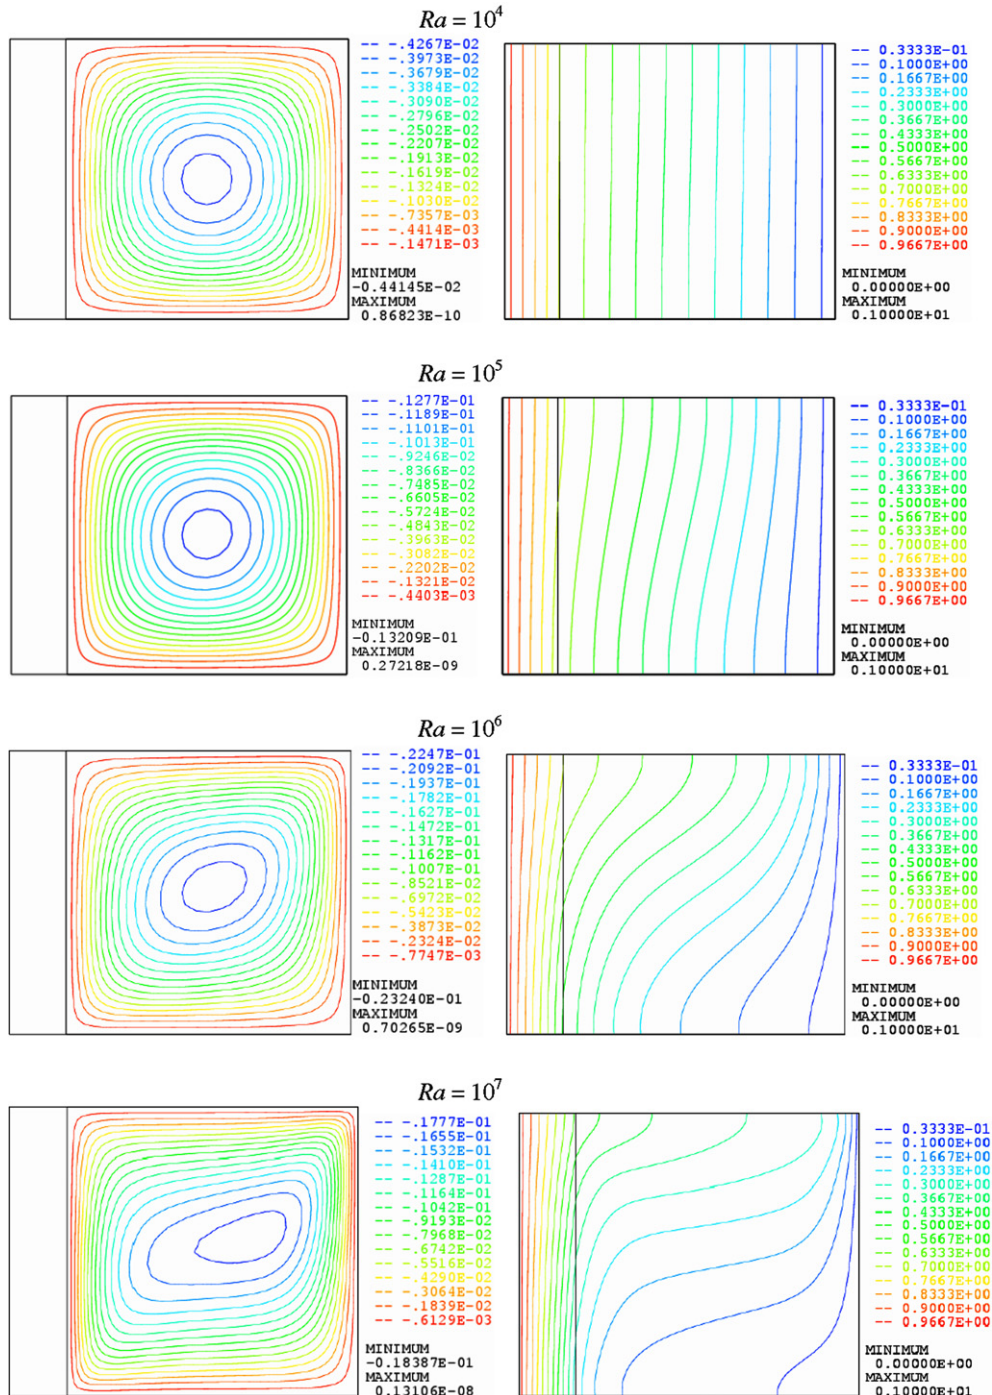 Ra = 10⁴
-- -.4267E-02
-- -.3973E-02
-- -.3679E-02
-- -.3384E-02
-- -.3090E-02
-- -.2796E-02
-- -.2502E-02
-- -.2207E-02
-- -.1913E-02
-- -.1619E-02
-- -.1324E-02
-- -.1030E-02
-- -.7357E-03
-- -.4414E-03
-- -.1471E-03
MINIMUM
-0.44145E-02
MAXIMUM
0.86823E-10
-- 0.3333E-01
-- 0.1000E+00
-- 0.1667E+00
-- 0.2333E+00
-- 0.3000E+00
-- 0.3667E+00
-- 0.4333E+00
-- 0.5000E+00
-- 0.5667E+00
-- 0.6333E+00
-- 0.7000E+00
-- 0.7667E+00
-- 0.8333E+00
-- 0.9000E+00
-- 0.9667E+00
MINIMUM
0.00000E+00
MAXIMUM
0.10000E+01
Ra = 10⁵
-- -.1277E-01
-- -.1189E-01
-- -.1101E-01
-- -.1013E-01
-- -.9246E-02
-- -.8366E-02
-- -.7485E-02
-- -.6605E-02
-- -.5724E-02
-- -.4843E-02
-- -.3963E-02
-- -.3082E-02
-- -.2202E-02
-- -.1321E-02
-- -.4403E-03
MINIMUM
-0.13209E-01
MAXIMUM
0.27218E-09
-- 0.3333E-01
-- 0.1000E+00
-- 0.1667E+00
-- 0.2333E+00
-- 0.3000E+00
-- 0.3667E+00
-- 0.4333E+00
-- 0.5000E+00
-- 0.5667E+00
-- 0.6333E+00
-- 0.7000E+00
-- 0.7667E+00
-- 0.8333E+00
-- 0.9000E+00
-- 0.9667E+00
MINIMUM
0.00000E+00
MAXIMUM
0.10000E+01
Ra = 10⁶
-- -.2247E-01
-- -.2092E-01
-- -.1937E-01
-- -.1782E-01
-- -.1627E-01
-- -.1472E-01
-- -.1317E-01
-- -.1162E-01
-- -.1007E-01
-- -.8521E-02
-- -.6972E-02
-- -.5423E-02
-- -.3873E-02
-- -.2324E-02
-- -.7747E-03
MINIMUM
-0.23240E-01
MAXIMUM
0.70265E-09
-- 0.3333E-01
-- 0.1000E+00
-- 0.1667E+00
-- 0.2333E+00
-- 0.3000E+00
-- 0.3667E+00
-- 0.4333E+00
-- 0.5000E+00
-- 0.5667E+00
-- 0.6333E+00
-- 0.7000E+00
-- 0.7667E+00
-- 0.8333E+00
-- 0.9000E+00
-- 0.9667E+00
MINIMUM
0.00000E+00
MAXIMUM
0.10000E+01
Ra = 10⁷
-- -.1777E-01
-- -.1655E-01
-- -.1532E-01
-- -.1410E-01
-- -.1287E-01
-- -.1164E-01
-- -.1042E-01
-- -.9193E-02
-- -.7968E-02
-- -.6742E-02
-- -.5516E-02
-- -.4290E-02
-- -.3064E-02
-- -.1839E-02
-- -.6129E-03
MINIMUM
-0.18387E-01
MAXIMUM
0.13106E-08
-- 0.3333E-01
-- 0.1000E+00
-- 0.1667E+00
-- 0.2333E+00
-- 0.3000E+00
-- 0.3667E+00
-- 0.4333E+00
-- 0.5000E+00
-- 0.5667E+00
-- 0.6333E+00
-- 0.7000E+00
-- 0.7667E+00
-- 0.8333E+00
-- 0.9000E+00
-- 0.9667E+00
MINIMUM
0.00000E+00
MAXIMUM
0.10000E+01